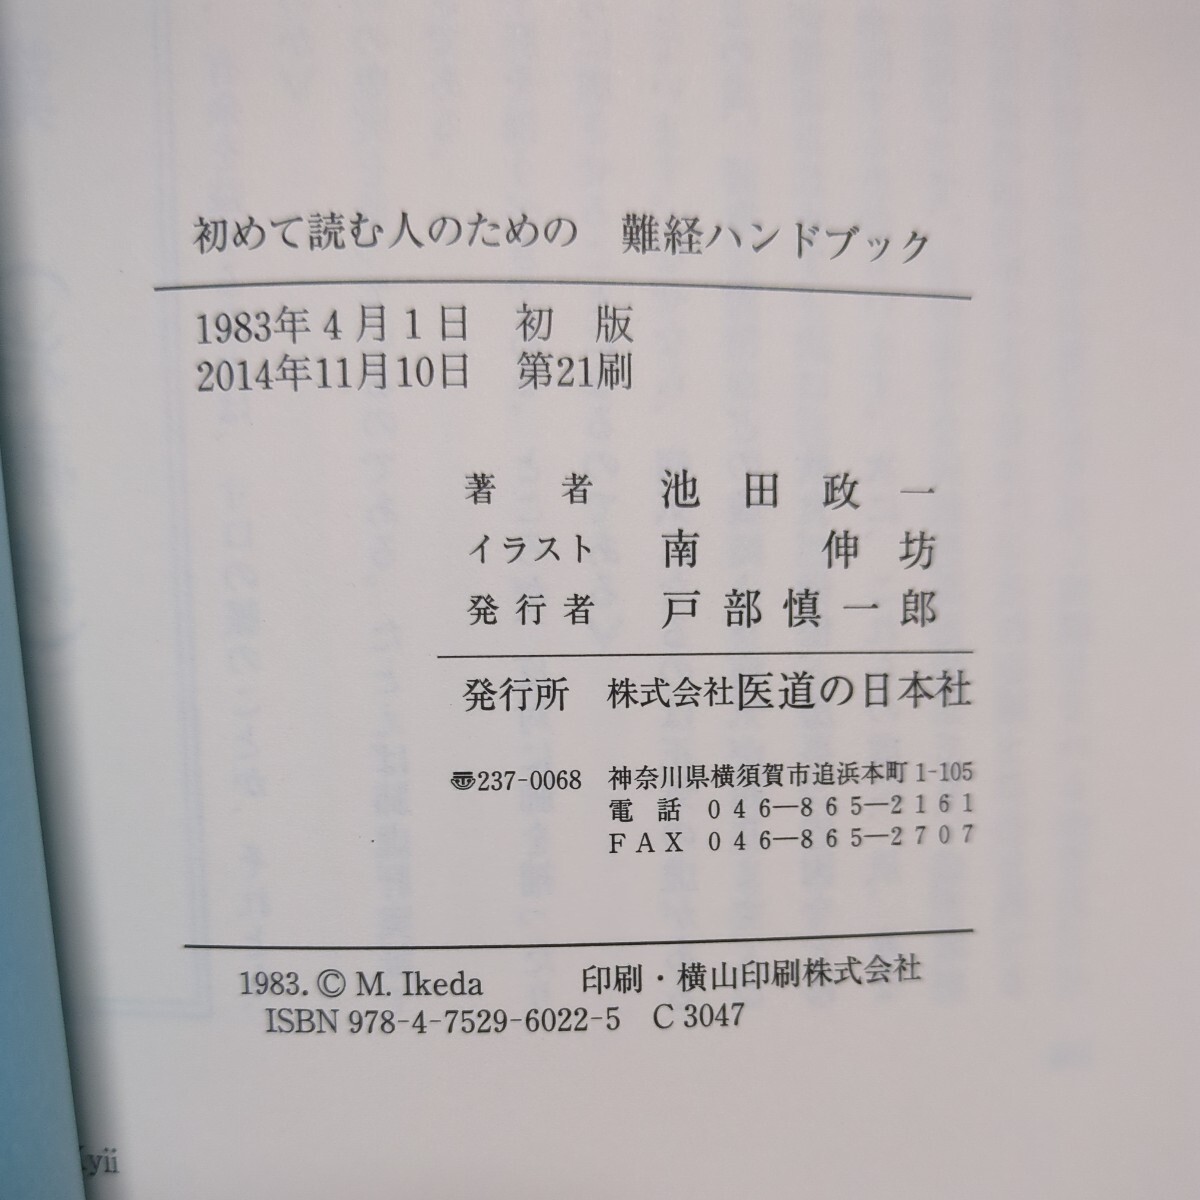 初めて読む人のための 難経ハンドブック
1983年4月1日 初 版
2014年11月10日 第21刷
著 者 池田政一
イラスト 南 伸坊
発行者 戸部慎一郎
発行所 株式会社医道の日本社
〠237-0068 神奈川県横須賀市追浜本町1-105
電 話 046—865—2161
FAX 046—865—2707
1983. © M. Ikeda 印刷・横山印刷株式会社
ISBN 978-4-7529-6022-5 C 3047